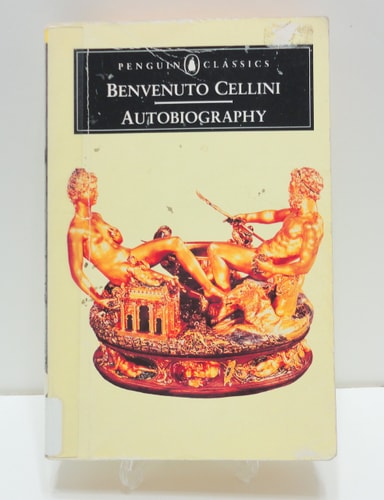 PENGUIN CLASSICS
BENVENUTO CELLINI
AUTOBIOGRAPHY